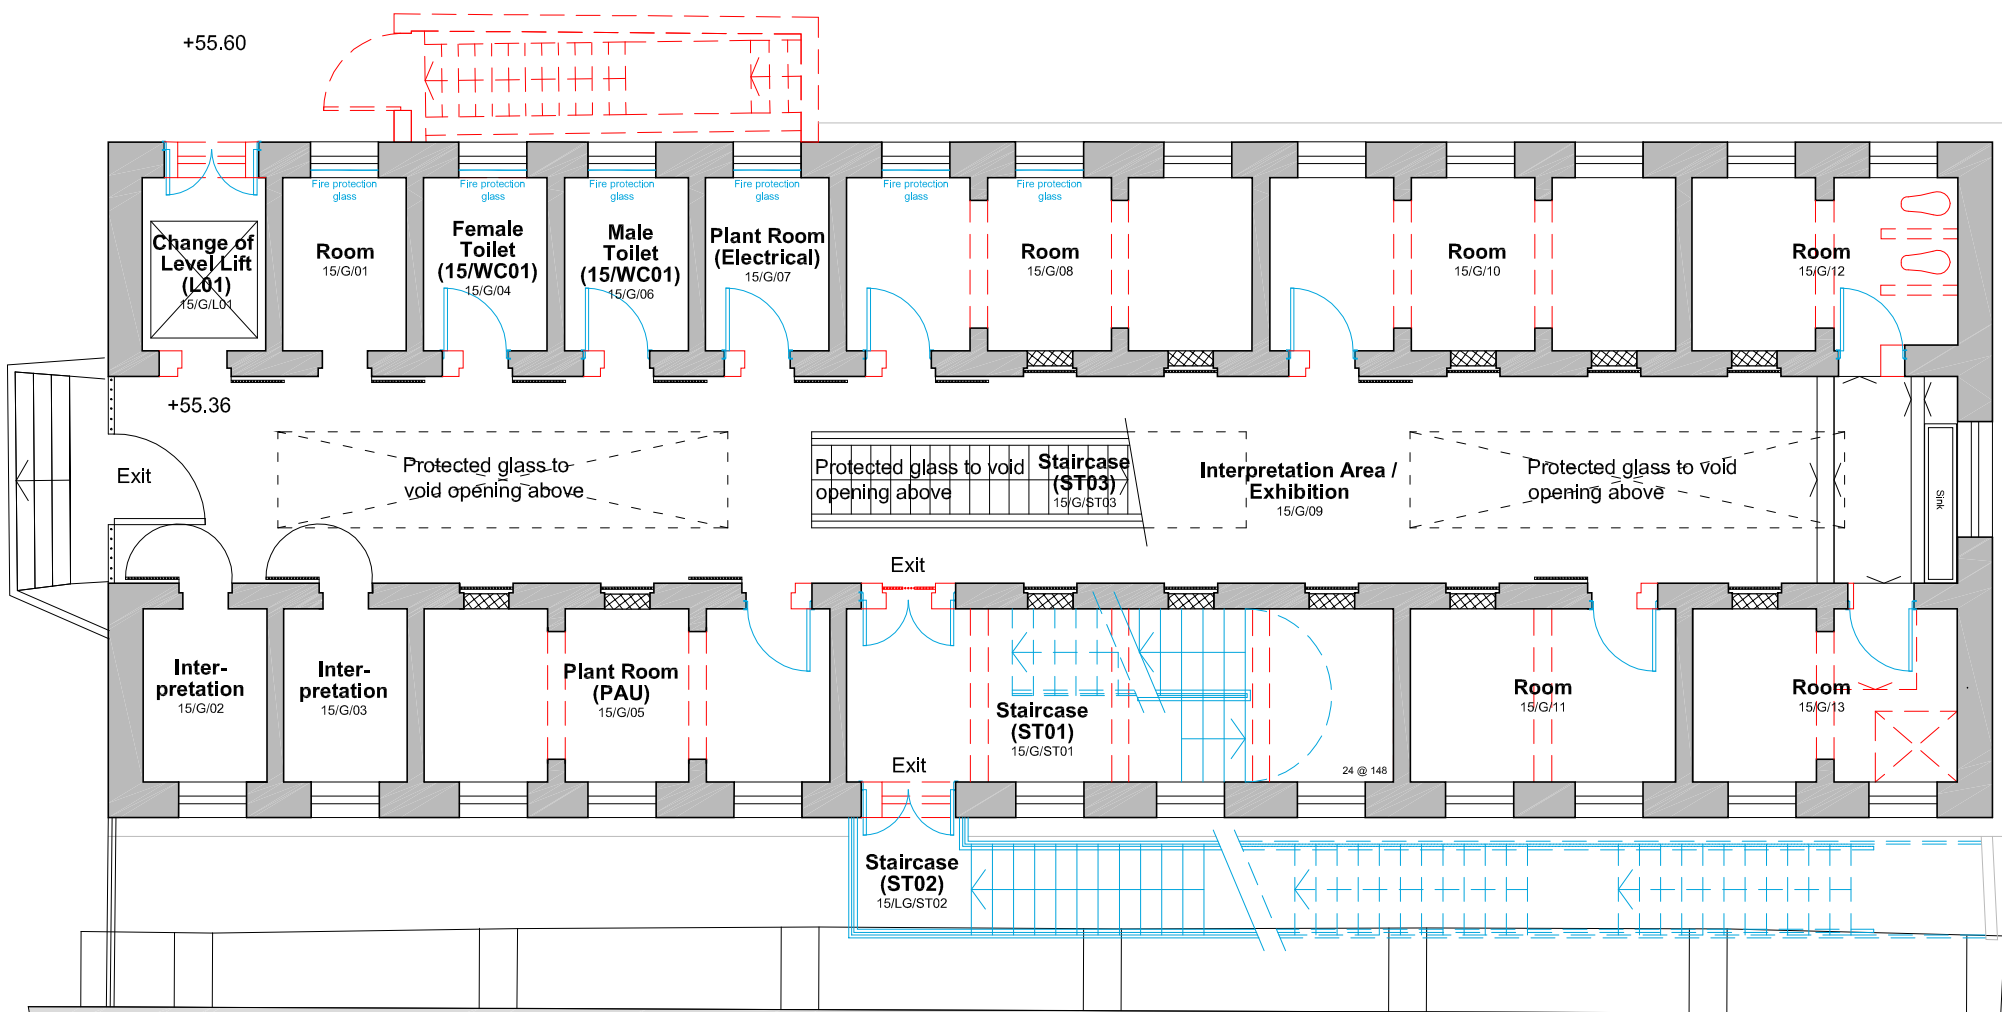 +55.60
Fire protection
glass
Fire protection
glass
Fire protection
glass
Fire protection
glass
Fire protection
glass
Fire protection
glass
Change of
Level Lift
(L01)
15/G/L01
Room
15/G/01
Female
Toilet
(15/WC01)
15/G/04
Male
Toilet
(15/WC01)
15/G/06
Plant Room
(Electrical)
15/G/07
Room
15/G/08
Room
15/G/10
Room
15/G/12
+55.36
Exit
Protected glass to
void opening above
Protected glass to void
opening above
Staircase
(ST03)
15/G/ST03
Interpretation Area /
Exhibition
15/G/09
Protected glass to void
opening above
Sink
Exit
Inter-
pretation
15/G/02
Inter-
pretation
15/G/03
Plant Room
(PAU)
15/G/05
Staircase
(ST01)
15/G/ST01
Room
15/G/11
Room
15/G/13
Exit
24 @ 148
Staircase
(ST02)
15/LG/ST02